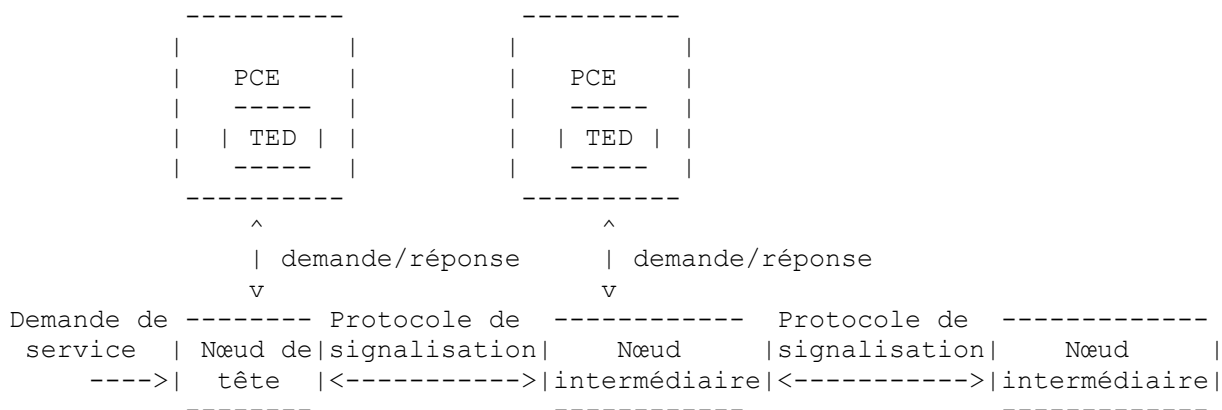 PCE PCE
TED TED
demande/réponse demande/réponse
Demande de Protocole de Protocole de
service Nœud de signalisation Nœud signalisation Nœud
tête intermédiaire intermédiaire